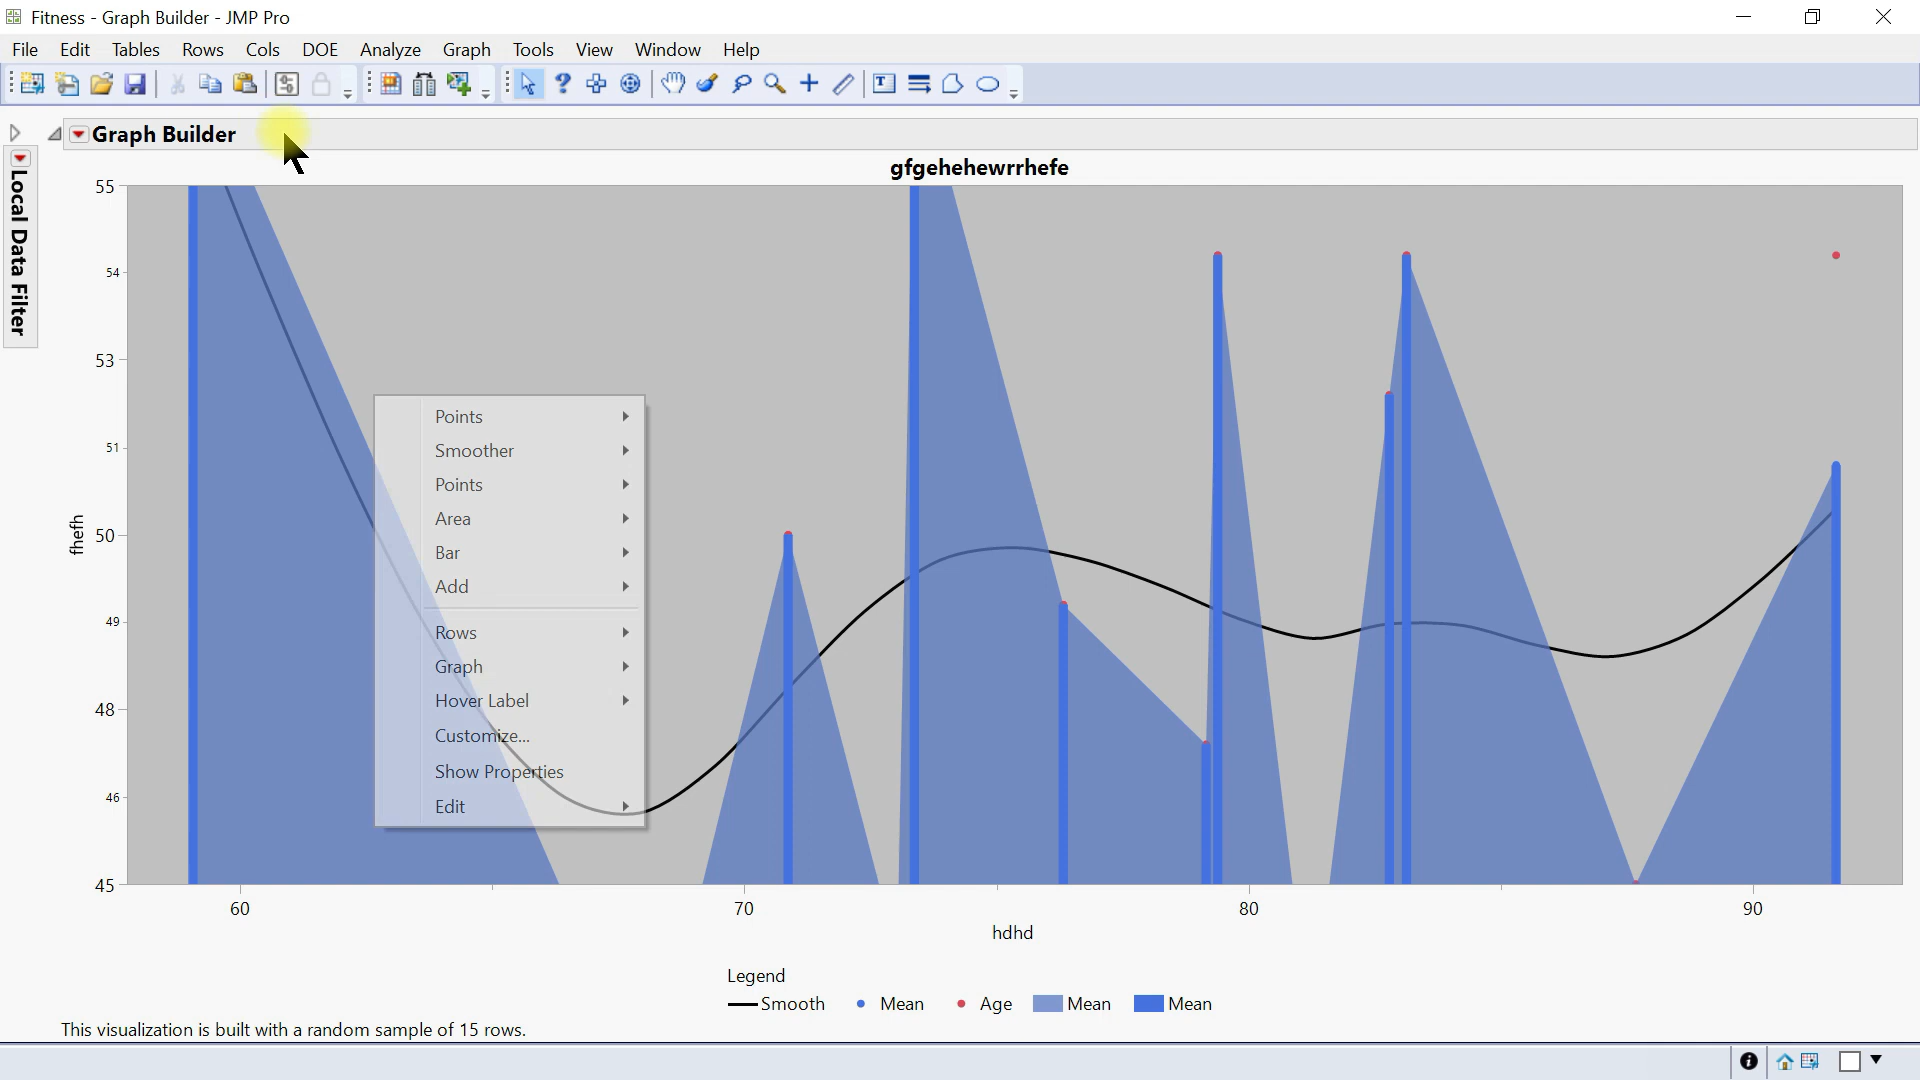 Fitness - Graph Builder - JMP Pro
File Edit Tables Rows Cols DOE Analyze Graph Tools View Window Help
Graph Builder
Local Data Filter
gfgehehewrrhefe
55
54
53
51
50
49
48
46
45
fhefh
Points
Smoother
Points
Area
Bar
Add
Rows
Graph
Hover Label
Customize...
Show Properties
Edit
60 70 80 90
hdhd
Legend
Smooth Mean Age Mean Mean
This visualization is built with a random sample of 15 rows.